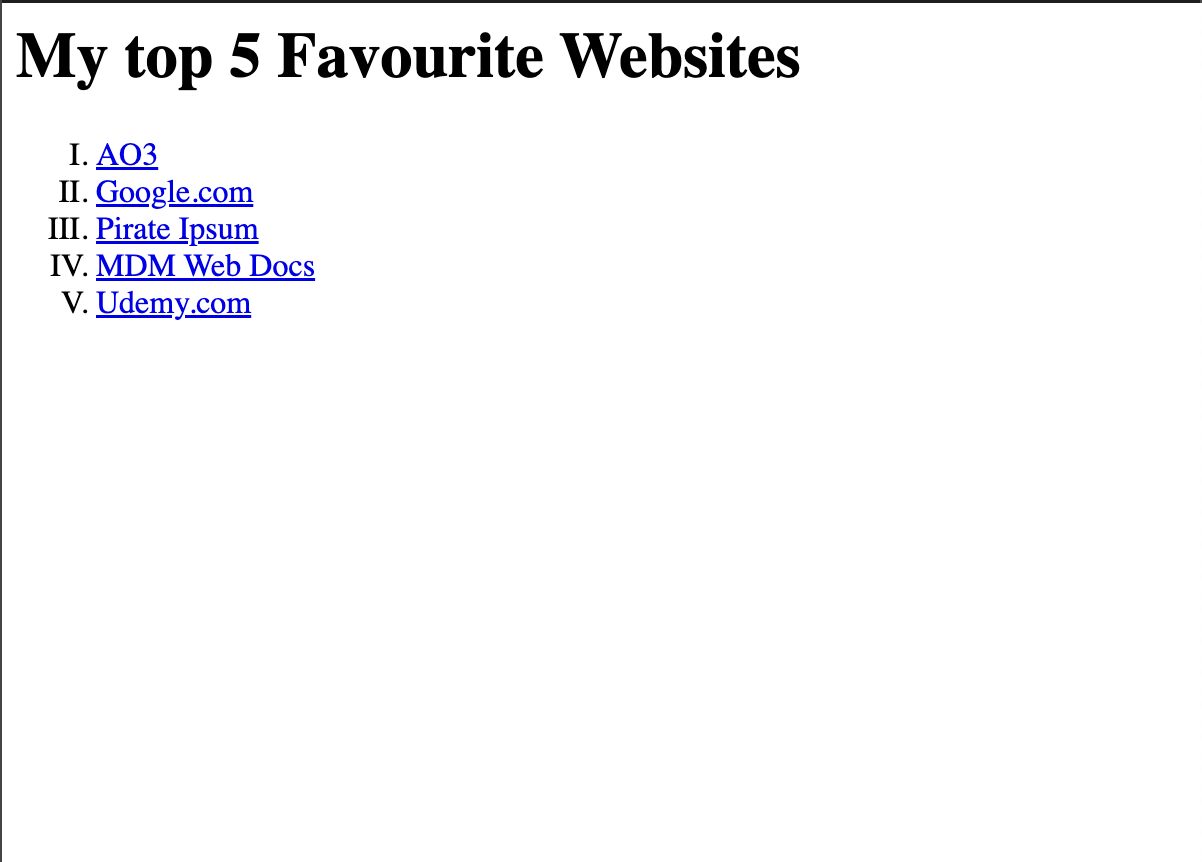 My top 5 Favourite Websites
I. AO3
II. Google.com
III. Pirate Ipsum
IV. MDM Web Docs
V. Udemy.com